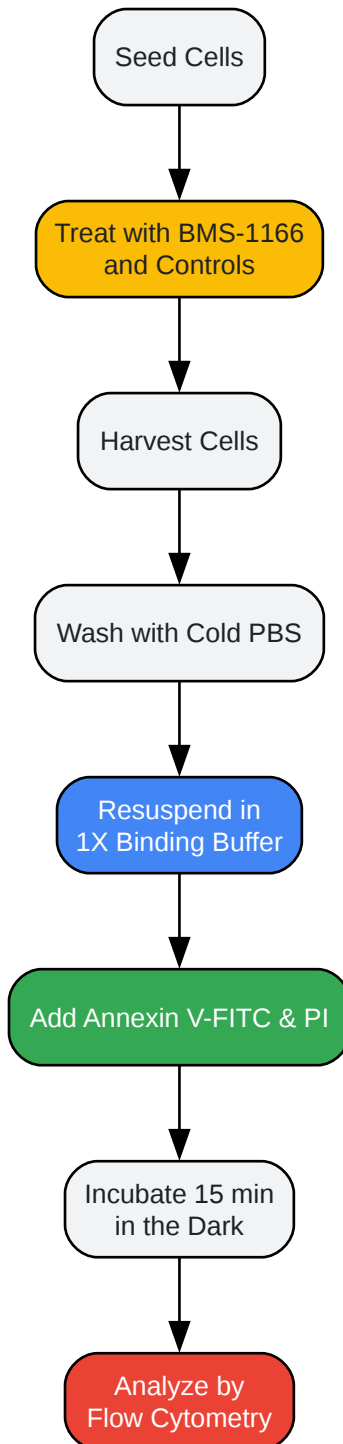 Seed Cells
Treat with BMS-1166
and Controls
Harvest Cells
Wash with Cold PBS
Resuspend in
1X Binding Buffer
Add Annexin V-FITC & PI
Incubate 15 min
in the Dark
Analyze by
Flow Cytometry